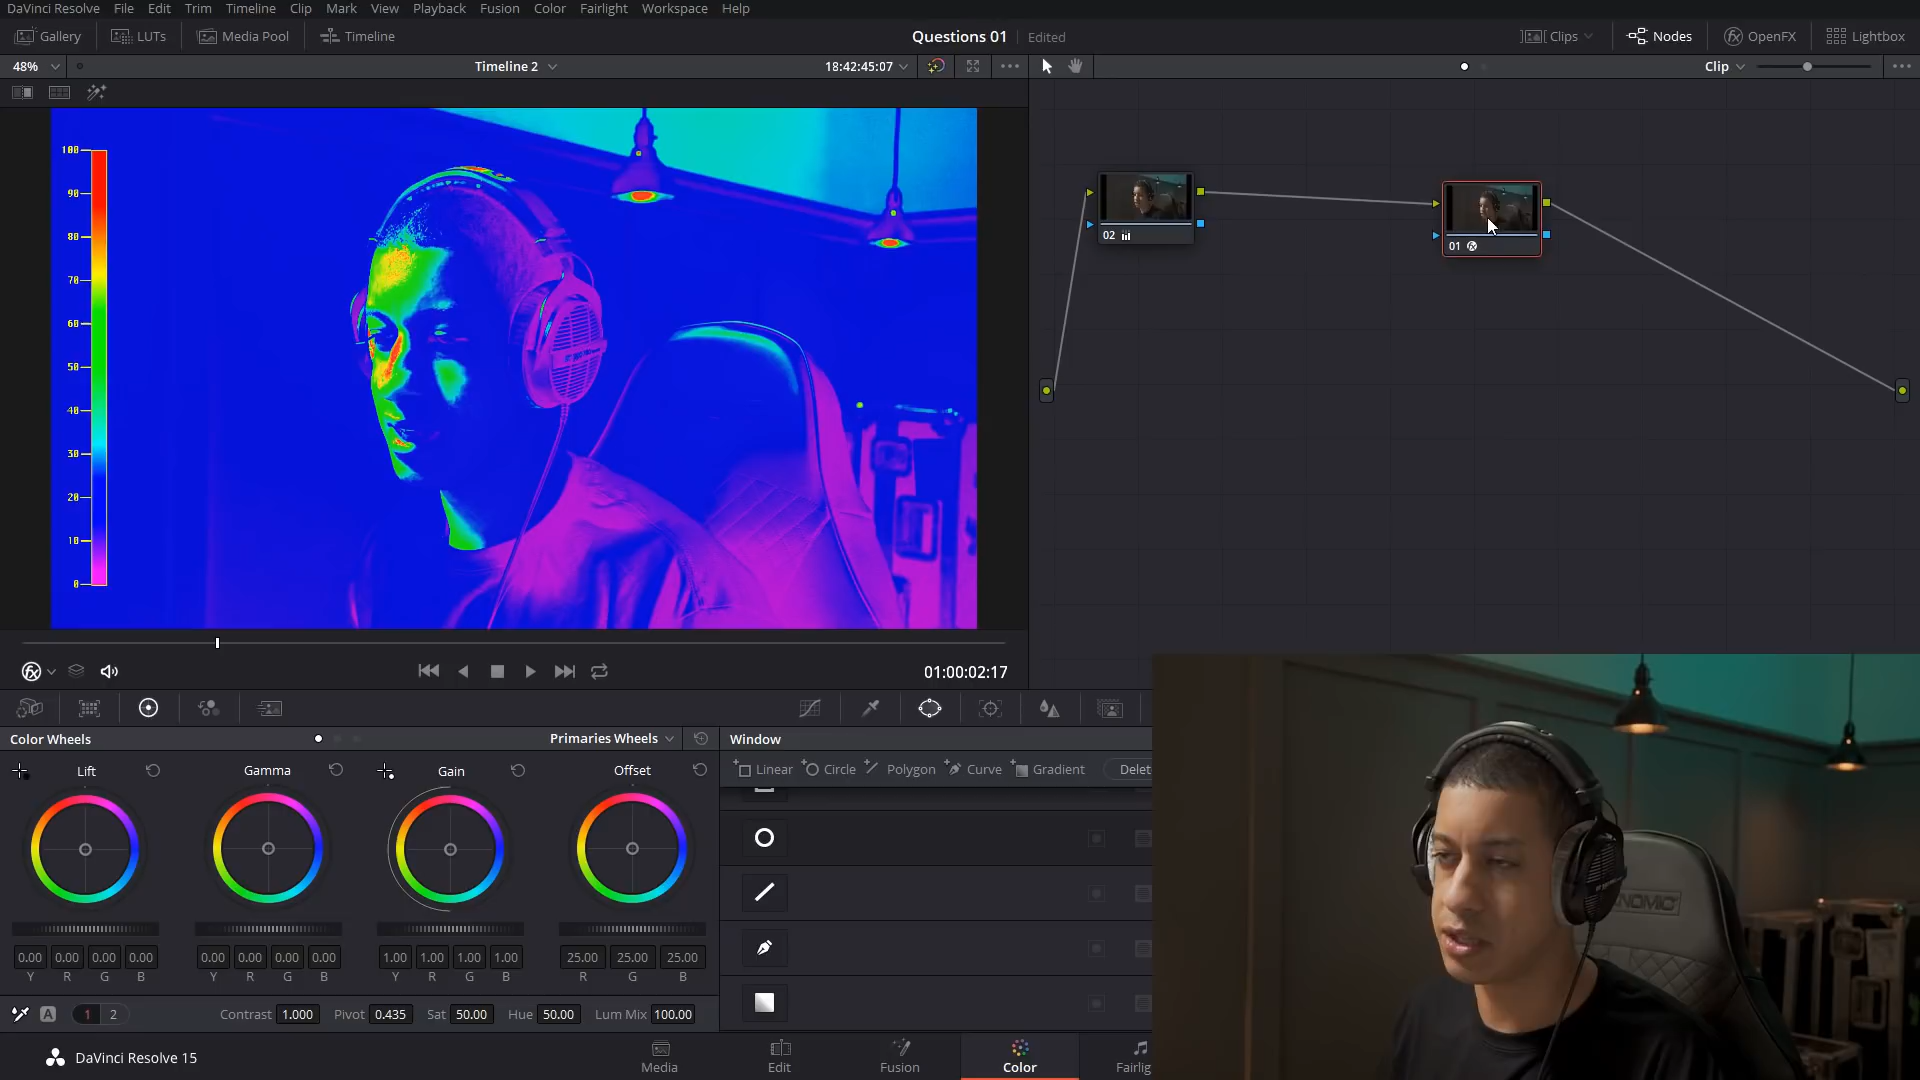 DaVinci Resolve File Edit Trim Timeline Clip Mark View Playback Fusion Color Fairlight Workspace Help
Gallery LUTs Media Pool Timeline Questions 01 Edited Clips Nodes OpenFX Lightbox
48% Timeline 2 18:42:45:07 Clip
100
90
80
70
60
50
40
30
20
10
0
02
01
01:00:02:17
Color Wheels Primaries Wheels Window
Lift Gamma Gain Offset Linear Circle Polygon Curve Gradient Delet
0.00 0.00 0.00 0.00 0.00 0.00 0.00 0.00 1.00 1.00 1.00 1.00 25.00 25.00 25.00
Y R G B Y R G B Y R G B R G B
A 1 2 Contrast 1.000 Pivot 0.435 Sat 50.00 Hue 50.00 Lum Mix 100.00
DaVinci Resolve 15 Media Edit Fusion Color Fairlig